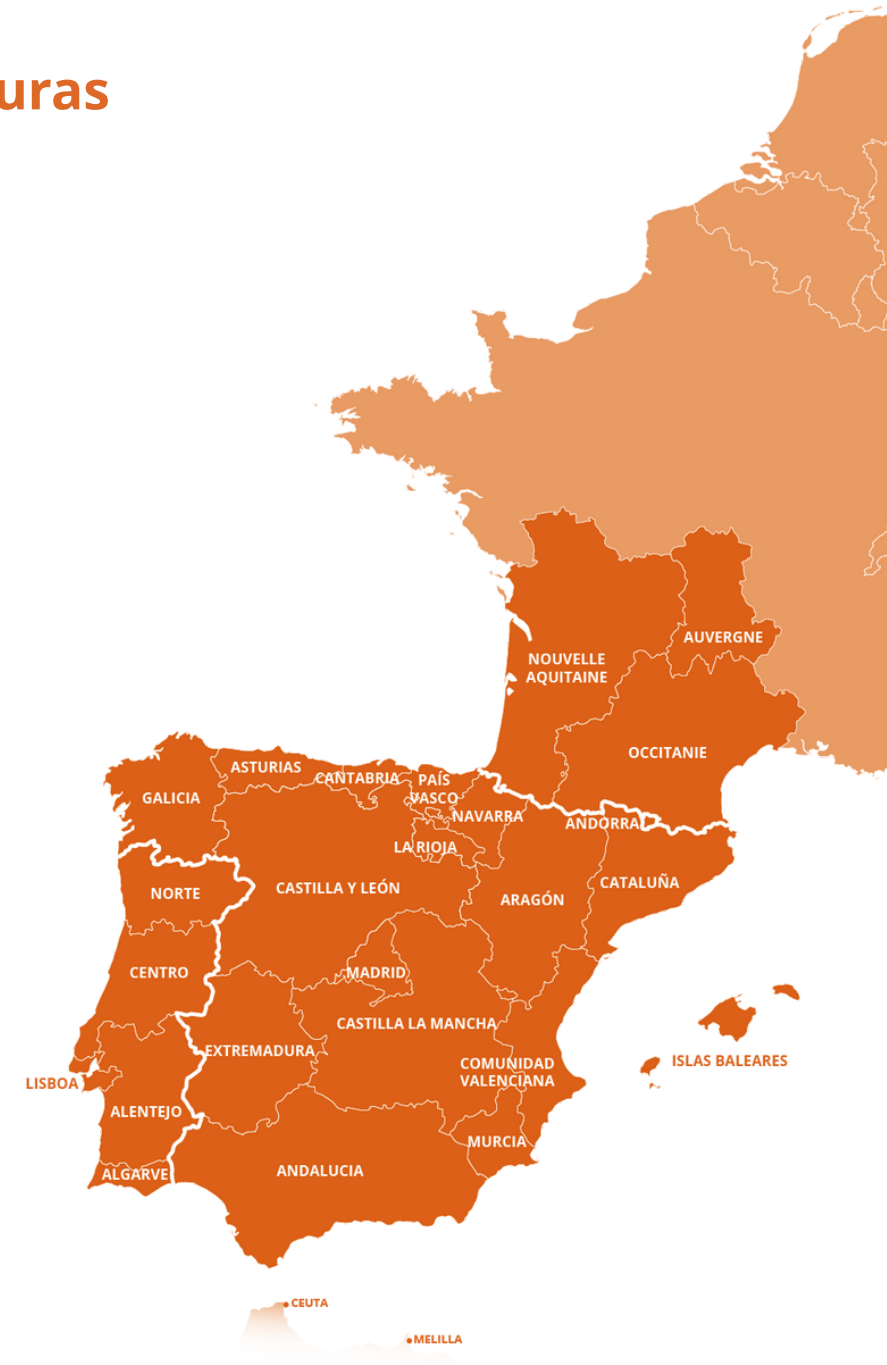 uras
AUVERGNE
NOUVELLE
AQUITAINE
OCCITANIE
ASTURIAS
CANTABRIA
PAÍS
VASCO
GALICIA
NAVARRA
ANDORRA
LA RIOJA
CASTILLA Y LEÓN
CATALUÑA
NORTE
ARAGÓN
CENTRO
MADRID
CASTILLA LA MANCHA
EXTREMADURA
COMUNIDAD
VALENCIANA
ISLAS BALEARES
LISBOA
ALENTEJO
MURCIA
ALGARVE
ANDALUCIA
CEUTA
MELILLA